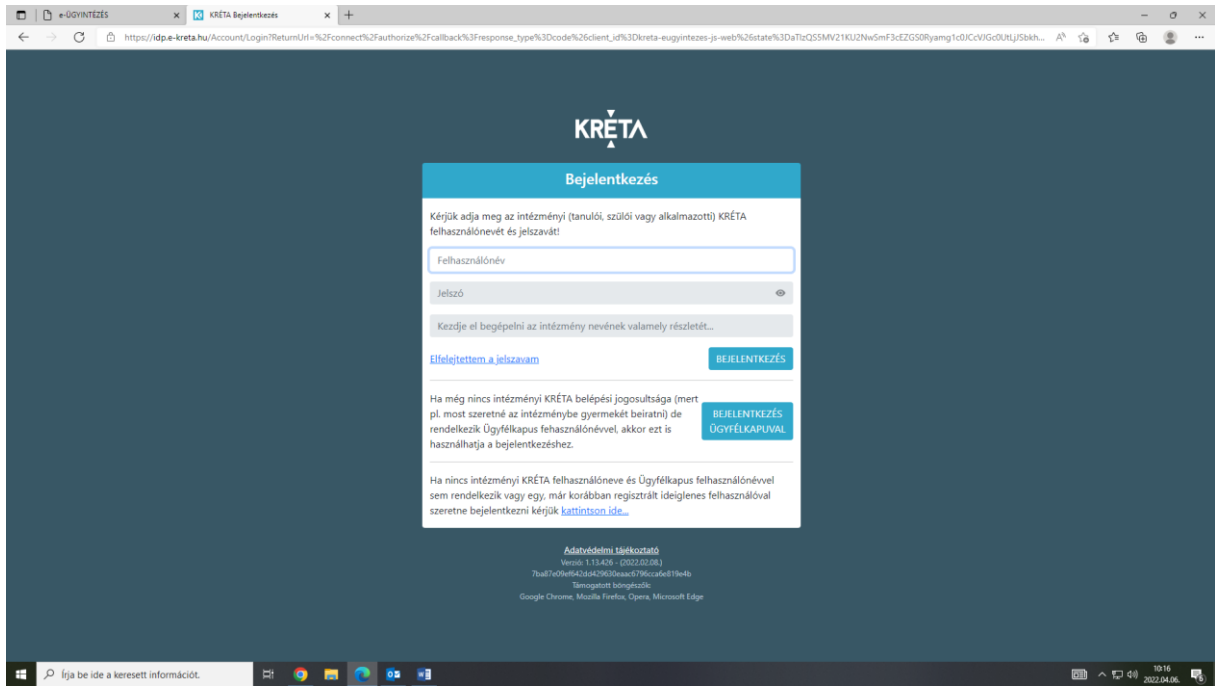 e-ÜGYINTÉZÉS
KRÉTA Bejelentkezés
KRÉTA
Bejelentkezés
Kérjük adja meg az intézményi (tanulói, szülói vagy alkalmazotti) KRÉTA
felhasználónevét és jelszavát!
Felhasználónév
Jelszó
Kezdje el begépelni az intézmény nevének valamely részletét...
Elfelejtettem a jelszavam
BEJELENTKEZÉS
Ha még nincs intézményi KRÉTA belépési jogosultsága (mert
pl. most szeretné az intézménybe gyermekét beiratni) de
rendelkezik Ügyfélkapus fehasználónévvel, akkor ezt is
használhatja a bejelentkezéshez.
BEJELENTKEZÉS
ÜGYFÉLKAPUVAL
Ha nincs intézményi KRÉTA felhasználóneve és Ügyfélkapus felhasználónévvel
sem rendelkezik vagy egy, már korábban regisztrált ideiglenes felhasználóval
szeretne bejelentkezni kérjük kattintson ide...
Adatvédelmi tájékoztató
Verzió: 1.13.426 - (2022.02.08.)
Támogatott böngészők:
Google Chrome, Mozilla Firefox, Opera, Microsoft Edge
Írja be ide a keresett információt.
10:16
2022.04.06.